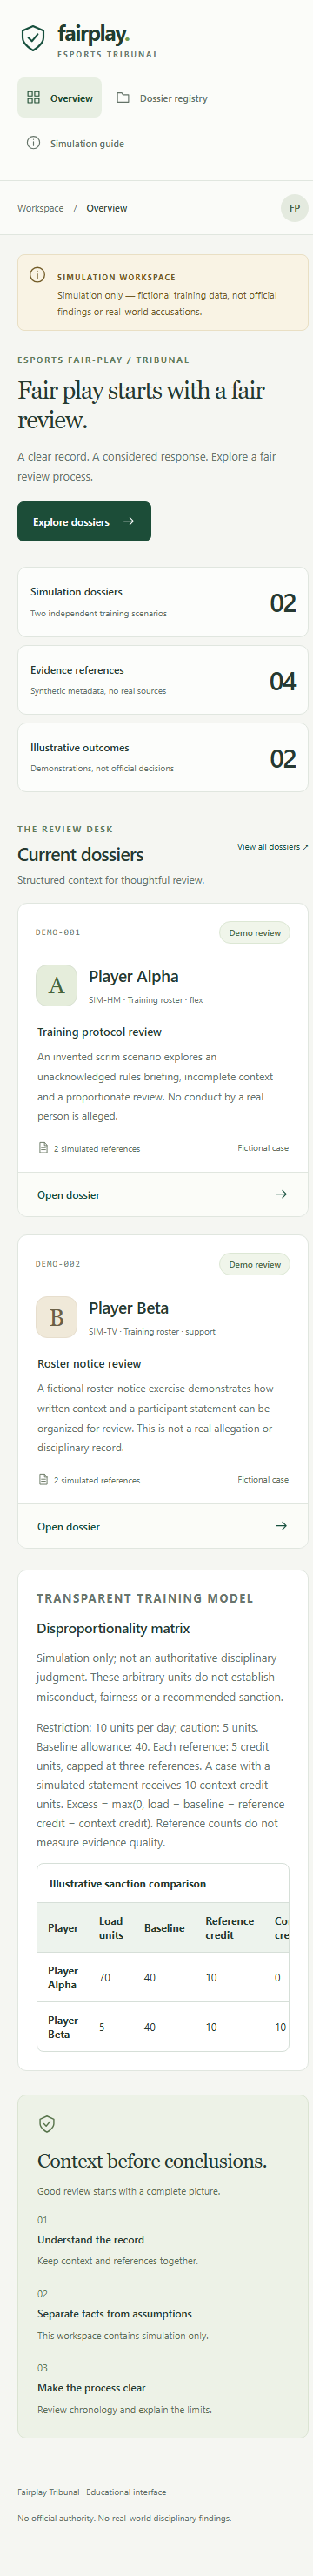 fairplay.
ESPORTS TRIBUNAL
Overview
Dossier registry
Simulation guide
Workspace / Overview
FP
SIMULATION WORKSPACE
Simulation only — fictional training data, not official
findings or real-world accusations.
ESPORTS FAIR-PLAY / TRIBUNAL
Fair play starts with a fair
review.
A clear record. A considered response. Explore a fair
review process.
Explore dossiers →
Simulation dossiers
Two independent training scenarios
02
Evidence references
Synthetic metadata, no real sources
04
Illustrative outcomes
Demonstrations, not official decisions
02
THE REVIEW DESK
Current dossiers
View all dossiers ↗
Structured context for thoughtful review.
DEMO-001
Demo review
A
Player Alpha
SIM-HM · Training roster · flex
Training protocol review
An invented scrim scenario explores an
unacknowledged rules briefing, incomplete context
and a proportionate review. No conduct by a real
person is alleged.
2 simulated references
Fictional case
Open dossier →
DEMO-002
Demo review
B
Player Beta
SIM-TV · Training roster · support
Roster notice review
A fictional roster-notice exercise demonstrates how
written context and a participant statement can be
organized for review. This is not a real allegation or
disciplinary record.
2 simulated references
Fictional case
Open dossier →
TRANSPARENT TRAINING MODEL
Disproportionality matrix
Simulation only; not an authoritative disciplinary
judgment. These arbitrary units do not establish
misconduct, fairness or a recommended sanction.
Restriction: 10 units per day; caution: 5 units.
Baseline allowance: 40. Each reference: 5 credit
units, capped at three references. A case with a
simulated statement receives 10 context credit
units. Excess = max(0, load − baseline − reference
credit − context credit). Reference counts do not
measure evidence quality.
Illustrative sanction comparison
Player Load units Baseline Reference credit
Player Alpha 70 40 10 0
Player Beta 5 40 10 10
Context before conclusions.
Good review starts with a complete picture.
01
Understand the record
Keep context and references together.
02
Separate facts from assumptions
This workspace contains simulation only.
03
Make the process clear
Review chronology and explain the limits.
Fairplay Tribunal · Educational interface
No official authority. No real-world disciplinary findings.